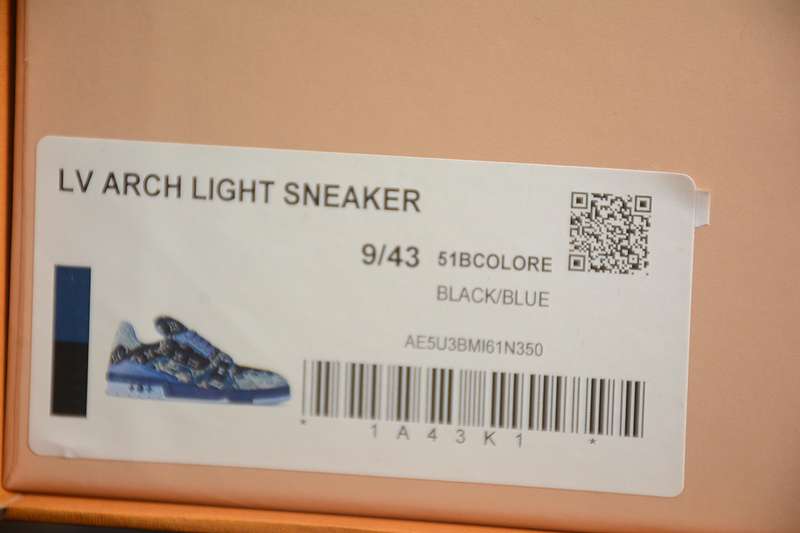 LV ARCH LIGHT SNEAKER
9/43 51BCOLORE
BLACK/BLUE
AE5U3BMI61N350
* 1A43K1 *